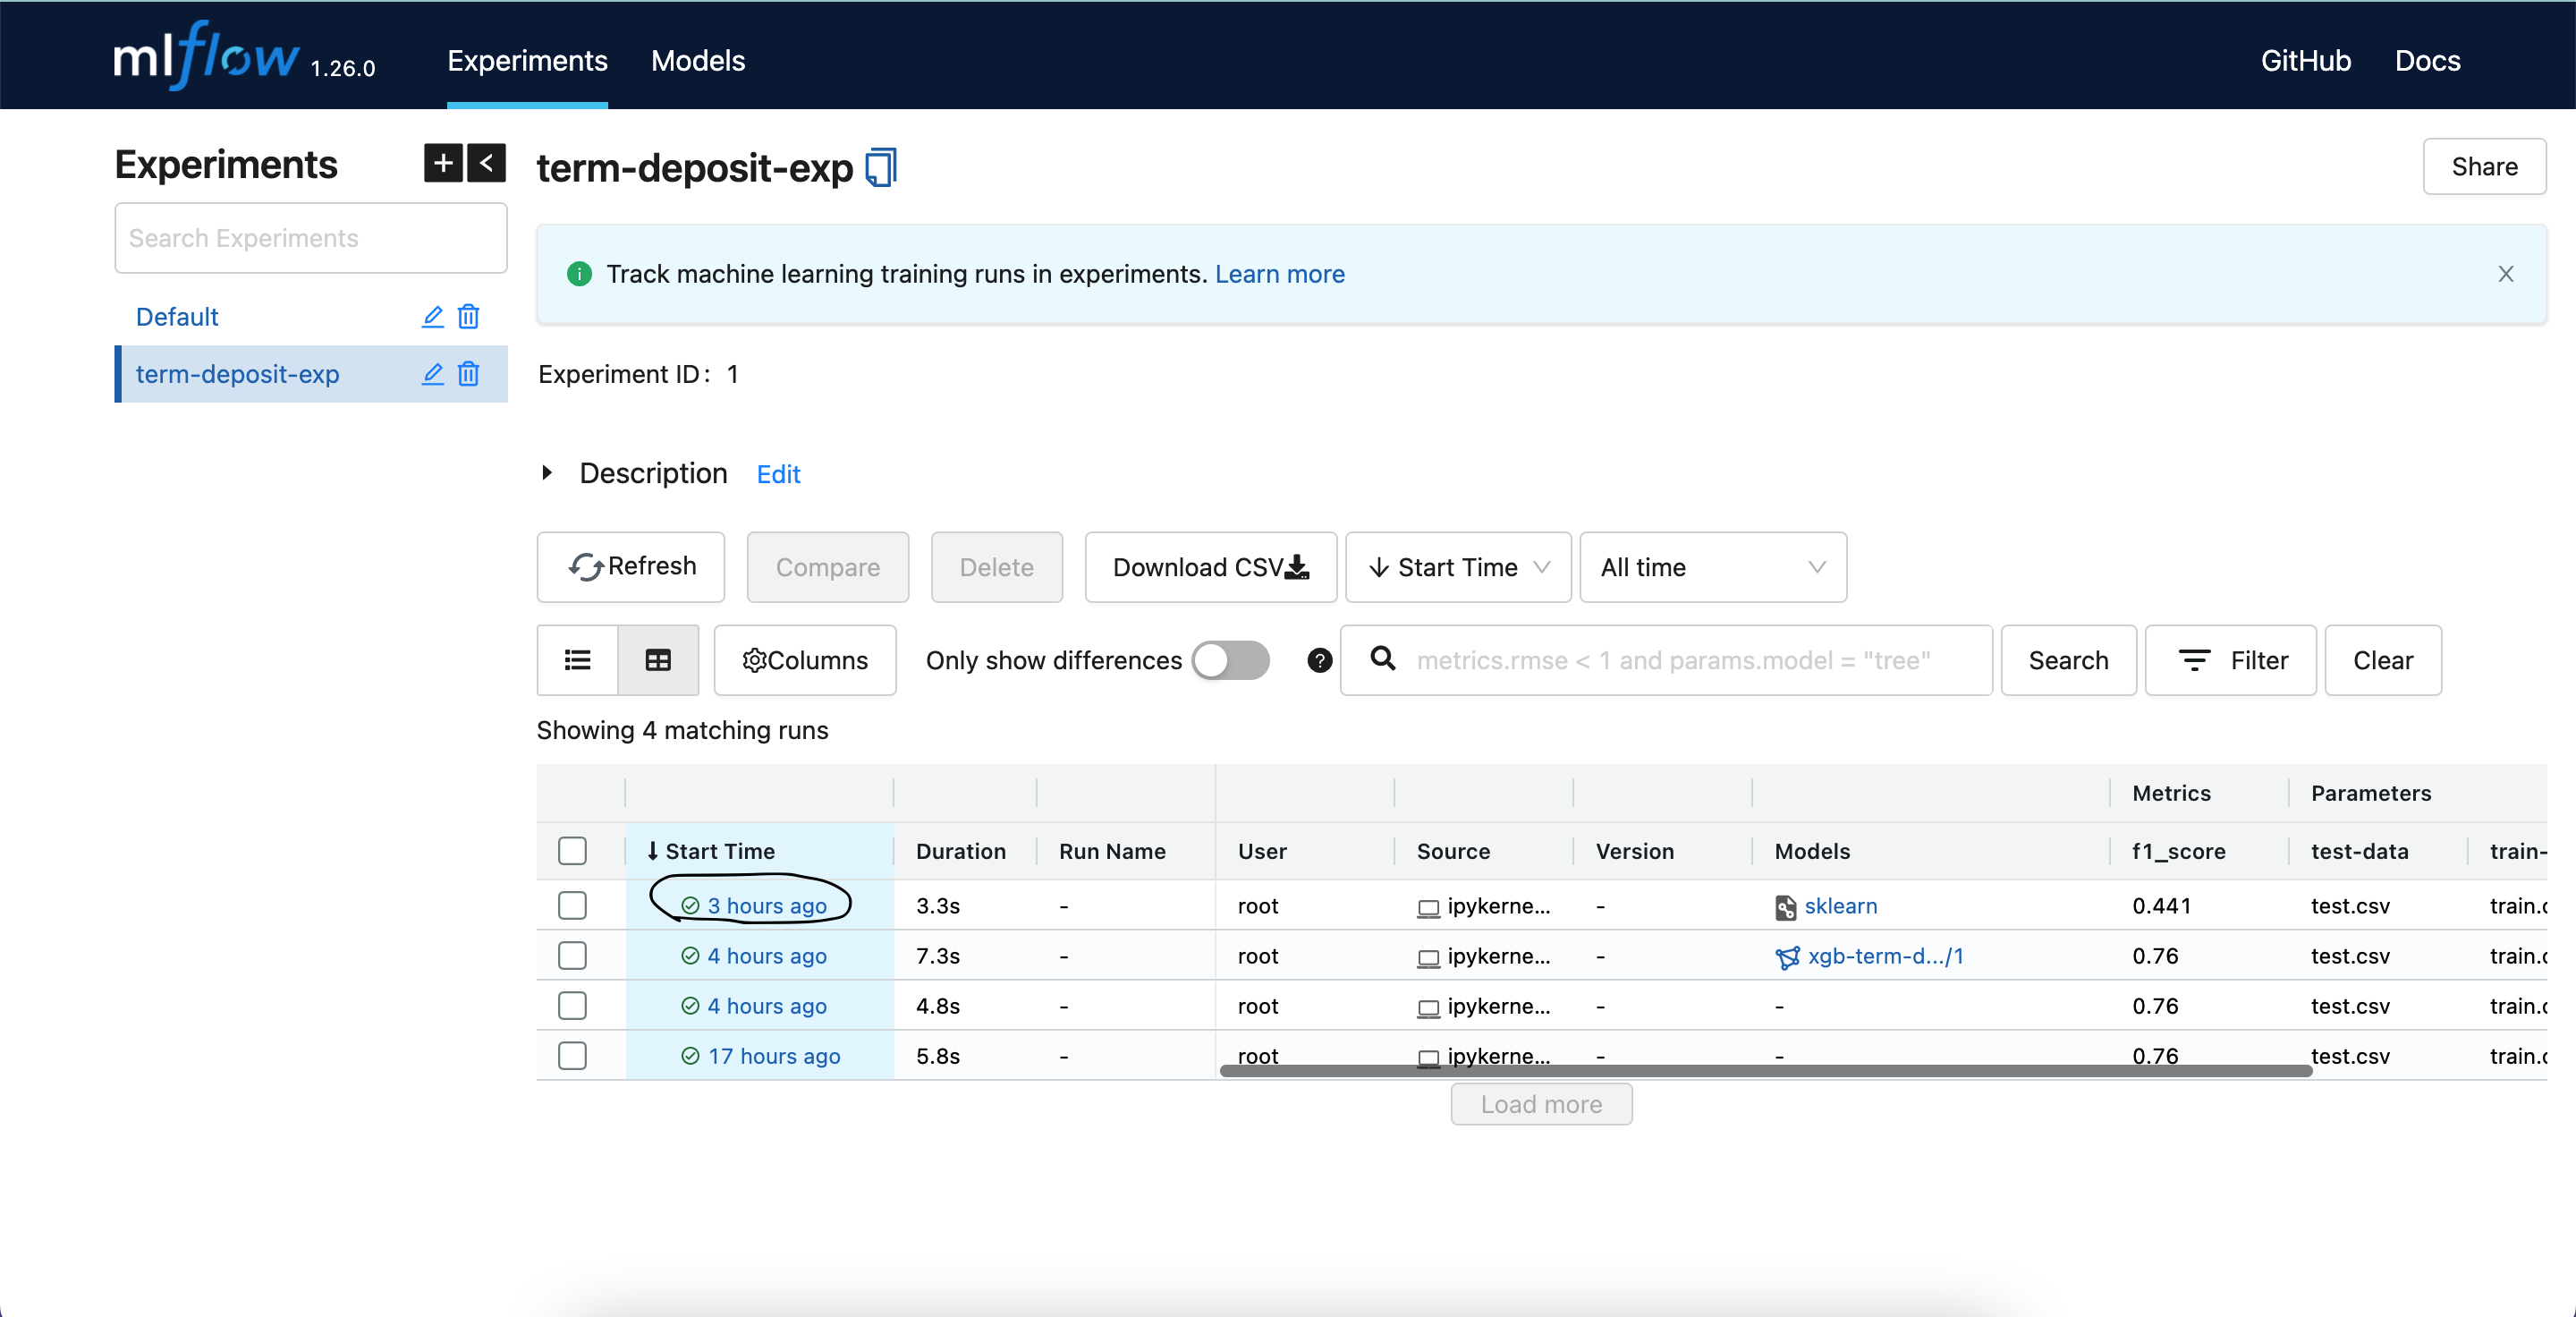 mlflow 1.26.0 Experiments Models GitHub Docs
Experiments
Search Experiments
Default
term-deposit-exp
term-deposit-exp Share
Track machine learning training runs in experiments. Learn more
Experiment ID: 1
Description Edit
Refresh Compare Delete Download CSV Start Time All time
Columns Only show differences metrics.rmse < 1 and params.model = "tree" Search Filter Clear
Showing 4 matching runs
Metrics Parameters
Start Time Duration Run Name User Source Version Models f1_score test-data train-
3 hours ago 3.3s - root ipykerne... - sklearn 0.441 test.csv train.c
4 hours ago 7.3s - root ipykerne... - xgb-term-d.../1 0.76 test.csv train.c
4 hours ago 4.8s - root ipykerne... - - 0.76 test.csv train.c
17 hours ago 5.8s - root ipykerne... - - 0.76 test.csv train.c
Load more